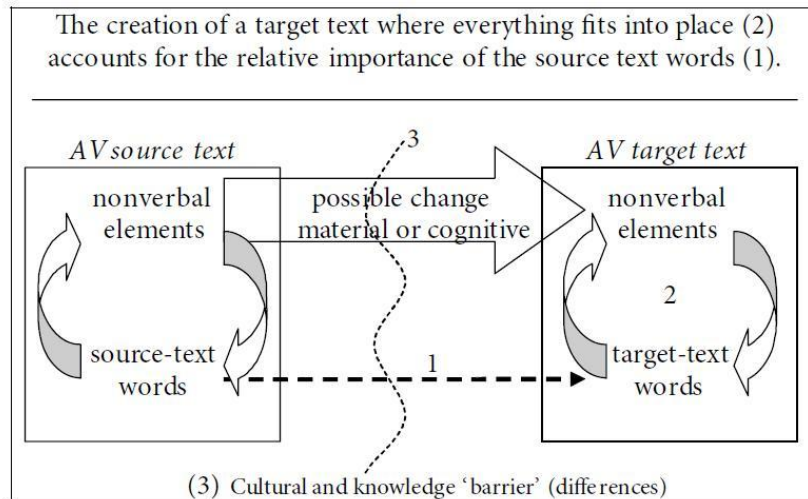 The creation of a target text where everything fits into place (2)
accounts for the relative importance of the source text words (1).
3
AV source text
AV target text
nonverbal
elements
possible change
material or cognitive
nonverbal
elements
2
source-text
words
1
target-text
words
(3) Cultural and knowledge ‘barrier’ (differences)